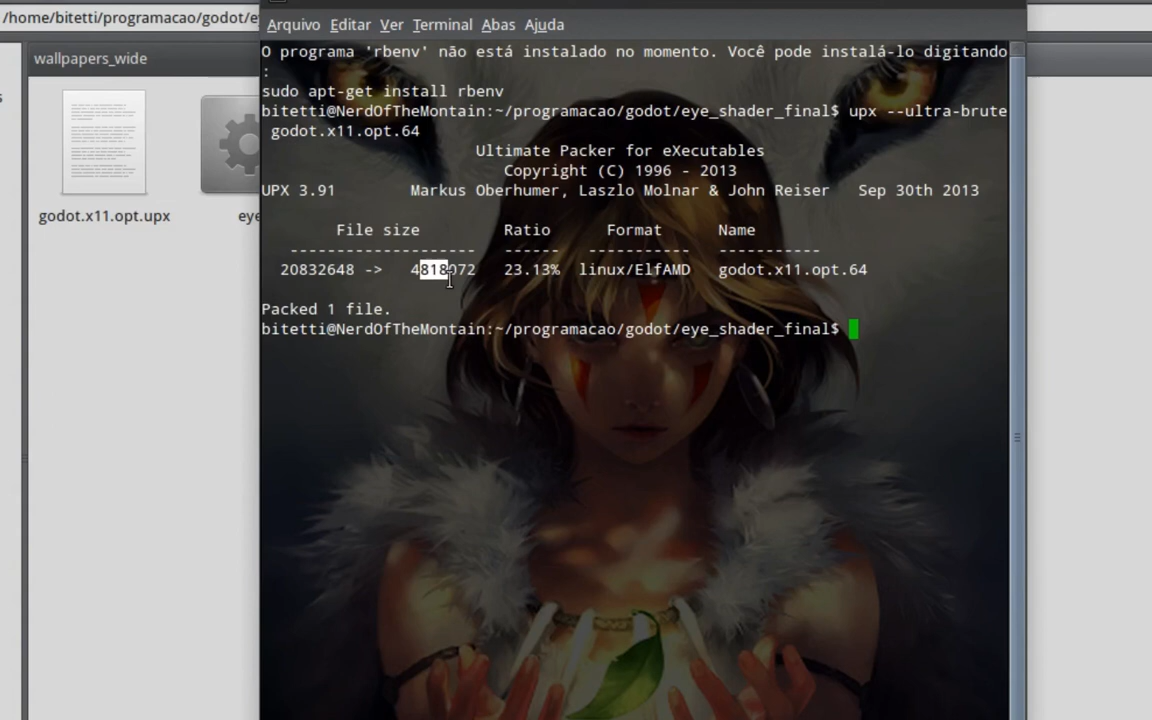 /home/bitetti/programacao/godot/ey
Arquivo Editar Ver Terminal Abas Ajuda
wallpapers_wide
O programa 'rbenv' não está instalado no momento. Você pode instalá-lo digitando
:
sudo apt-get install rbenv
bitetti@NerdOfTheMontain:~/programacao/godot/eye_shader_final$ upx --ultra-brute
godot.x11.opt.64
Ultimate Packer for eXecutables
Copyright (C) 1996 - 2013
UPX 3.91 Markus Oberhumer, Laszlo Molnar & John Reiser Sep 30th 2013
File size Ratio Format Name
-------------------- ------ ----------- -----------
20832648 -> 4818072 23.13% linux/ElfAMD godot.x11.opt.64
Packed 1 file.
bitetti@NerdOfTheMontain:~/programacao/godot/eye_shader_final$
godot.x11.opt.upx
eye